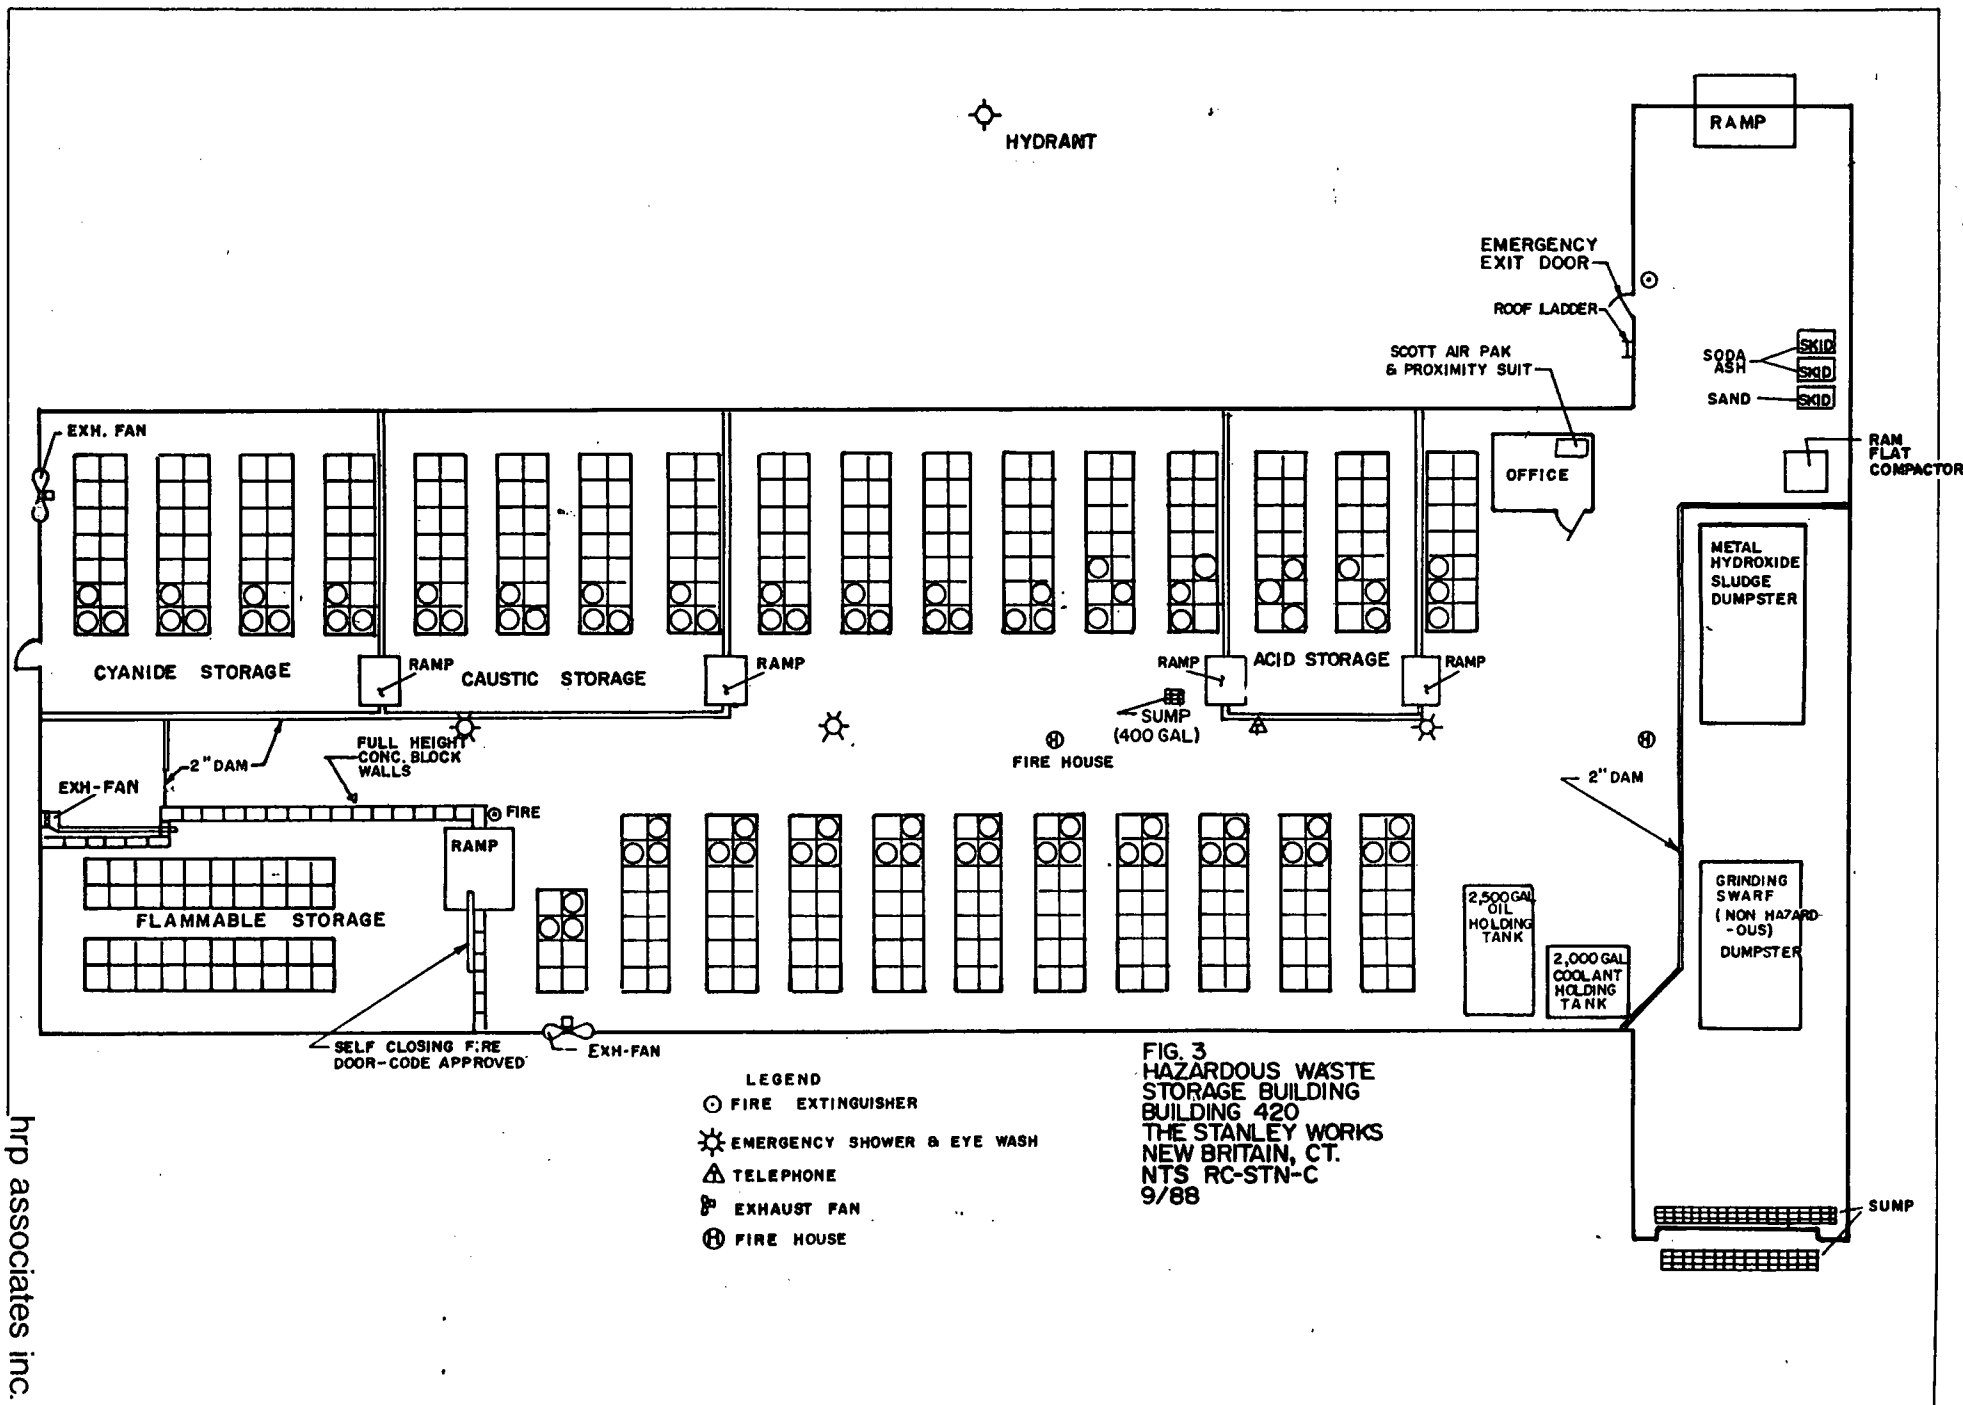 HYDRANT
RAMP
EMERGENCY
EXIT DOOR
ROOF LADDER
SCOTT AIR PAK
& PROXIMITY SUIT
SODA
ASH
SKID
SKID
SAND
SKID
RAM
FLAT
COMPACTOR
EXH. FAN
OFFICE
METAL
HYDROXIDE
SLUDGE
DUMPSTER
CYANIDE STORAGE
RAMP
CAUSTIC STORAGE
RAMP
RAMP
ACID STORAGE
RAMP
SUMP
(400 GAL)
FULL HEIGHT
CONC. BLOCK
WALLS
2" DAM
FIRE HOUSE
2" DAM
EXH-FAN
FIRE
RAMP
FLAMMABLE STORAGE
2,500 GAL
OIL
HOLDING
TANK
2,000 GAL
COOLANT
HOLDING
TANK
GRINDING
SWARF
(NON HAZARD
-OUS)
DUMPSTER
SELF CLOSING FIRE
DOOR-CODE APPROVED
EXH-FAN
LEGEND
FIRE EXTINGUISHER
EMERGENCY SHOWER & EYE WASH
TELEPHONE
EXHAUST FAN
FIRE HOUSE
FIG. 3
HAZARDOUS WASTE
STORAGE BUILDING
BUILDING 420
THE STANLEY WORKS
NEW BRITAIN, CT.
NTS RC-STN-C
9/88
SUMP
hrp associates inc.